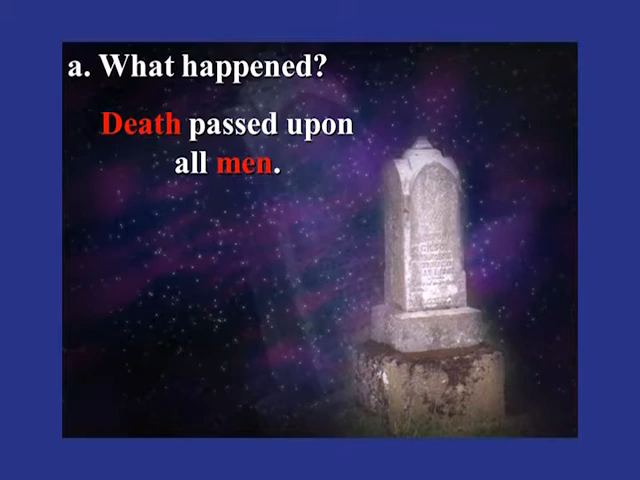 a. What happened?
Death passed upon
all men.